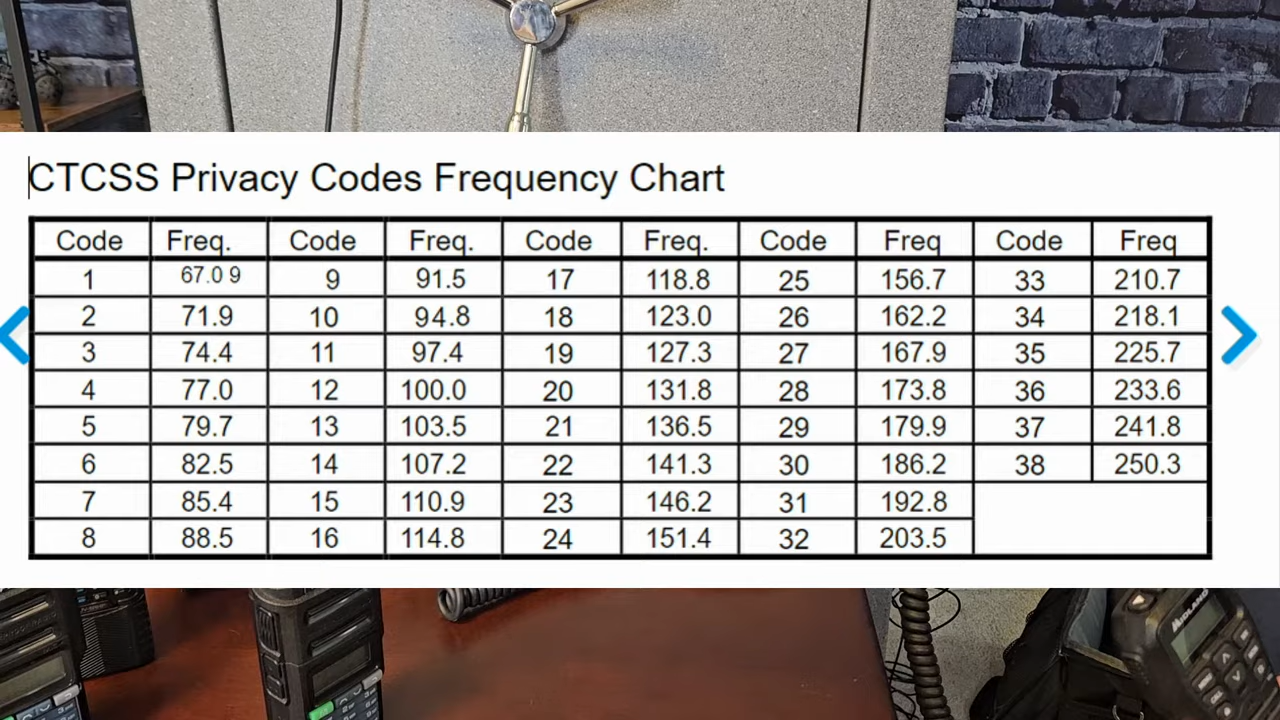 CTCSS Privacy Codes Frequency Chart
Code Freq. Code Freq. Code Freq. Code Freq Code Freq
1 67.0 9 9 91.5 17 118.8 25 156.7 33 210.7
2 71.9 10 94.8 18 123.0 26 162.2 34 218.1
3 74.4 11 97.4 19 127.3 27 167.9 35 225.7
4 77.0 12 100.0 20 131.8 28 173.8 36 233.6
5 79.7 13 103.5 21 136.5 29 179.9 37 241.8
6 82.5 14 107.2 22 141.3 30 186.2 38 250.3
7 85.4 15 110.9 23 146.2 31 192.8
8 88.5 16 114.8 24 151.4 32 203.5
MIDLAND